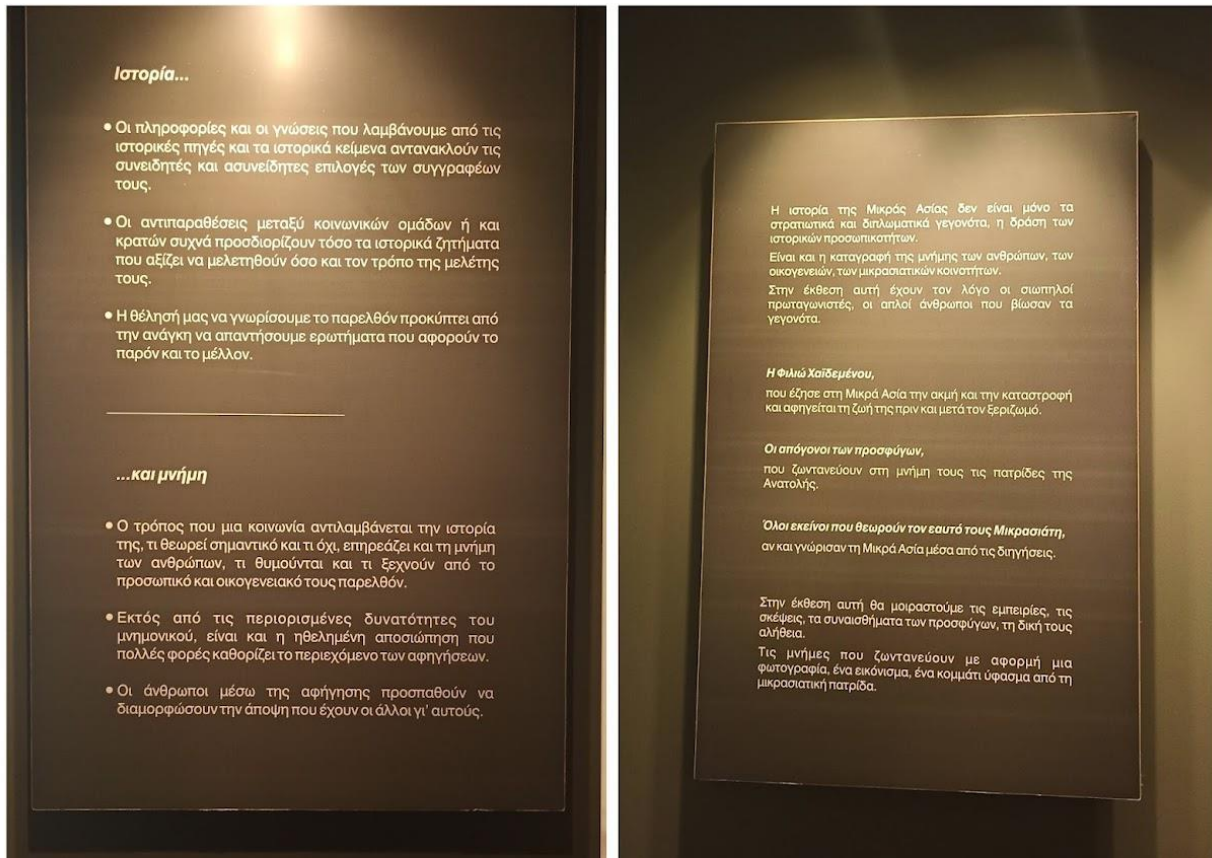 Ιστορία...
• Οι πληροφορίες και οι γνώσεις που λαμβάνουμε από τις
ιστορικές πηγές και τα ιστορικά κείμενα αντανακλούν τις
συνειδητές και ασυνείδητες επιλογές των συγγραφέων
τους.
• Οι αντιπαραθέσεις μεταξύ κοινωνικών ομάδων ή και
κρατών συχνά προσδιορίζουν τόσο τα ιστορικά ζητήματα
που αξίζει να μελετηθούν όσο και τον τρόπο της μελέτης
τους.
• Η θέλησή μας να γνωρίσουμε το παρελθόν προκύπτει από
την ανάγκη να απαντήσουμε ερωτήματα που αφορούν το
παρόν και το μέλλον.
...και μνήμη
• Ο τρόπος που μια κοινωνία αντιλαμβάνεται την ιστορία
της, τι θεωρεί σημαντικό και τι όχι, επηρεάζει και τη μνήμη
των ανθρώπων, τι θυμούνται και τι ξεχνούν από το
προσωπικό και οικογενειακό τους παρελθόν.
• Εκτός από τις περιορισμένες δυνατότητες του
μνημονικού, είναι και η ηθελημένη αποσιώπηση που
πολλές φορές καθορίζει το περιεχόμενο των αφηγήσεων.
• Οι άνθρωποι μέσω της αφήγησης προσπαθούν να
διαμορφώσουν την άποψη που έχουν οι άλλοι γι' αυτούς.
Η ιστορία της Μικράς Ασίας δεν είναι μόνο τα
στρατιωτικά και διπλωματικά γεγονότα, η δράση των
ιστορικών προσωπικοτήτων.
Είναι και η καταγραφή της μνήμης των ανθρώπων, των
οικογενειών, των μικρασιατικών κοινοτήτων.
Στην έκθεση αυτή έχουν τον λόγο οι σιωπηλοί
πρωταγωνιστές, οι απλοί άνθρωποι που βίωσαν τα
γεγονότα.
Η Φιλιώ Χαϊδεμένου,
που έζησε στη Μικρά Ασία την ακμή και την καταστροφή
και αφηγείται τη ζωή της πριν και μετά τον ξεριζωμό.
Οι απόγονοι των προσφύγων,
που ζωντανεύουν στη μνήμη τους τις πατρίδες της
Ανατολής.
Όλοι εκείνοι που θεωρούν τον εαυτό τους Μικρασιάτη,
αν και γνώρισαν τη Μικρά Ασία μέσα από τις διηγήσεις.
Στην έκθεση αυτή θα μοιραστούμε τις εμπειρίες, τις
σκέψεις, τα συναισθήματα των προσφύγων, τη δική τους
αλήθεια.
Τις μνήμες που ζωντανεύουν με αφορμή μια
φωτογραφία, ένα εικόνισμα, ένα κομμάτι ύφασμα από τη
μικρασιατική πατρίδα.